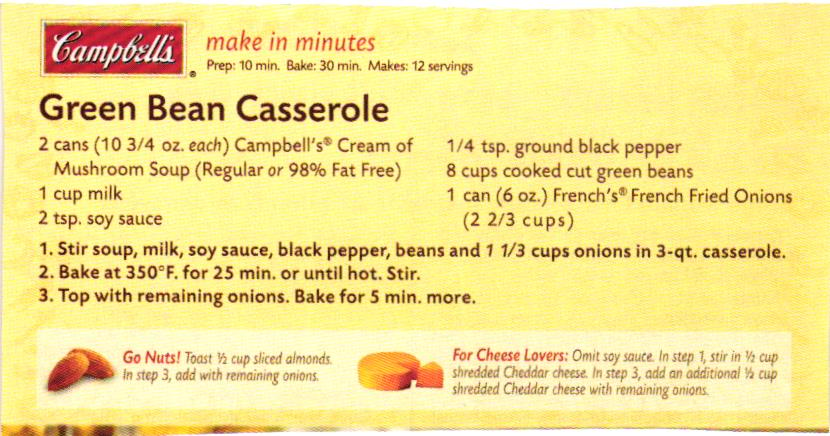 Campbell's®
make in minutes
Prep: 10 min. Bake: 30 min. Makes: 12 servings
Green Bean Casserole
2 cans (10 3/4 oz. each) Campbell's® Cream of
Mushroom Soup (Regular or 98% Fat Free)
1 cup milk
2 tsp. soy sauce
1/4 tsp. ground black pepper
8 cups cooked cut green beans
1 can (6 oz.) French's® French Fried Onions
(2 2/3 cups)
1. Stir soup, milk, soy sauce, black pepper, beans and 1 1/3 cups onions in 3-qt. casserole.
2. Bake at 350°F. for 25 min. or until hot. Stir.
3. Top with remaining onions. Bake for 5 min. more.
Go Nuts! Toast ½ cup sliced almonds.
In step 3, add with remaining onions.
For Cheese Lovers: Omit soy sauce. In step 1, stir in ½ cup
shredded Cheddar cheese. In step 3, add an additional ½ cup
shredded Cheddar cheese with remaining onions.